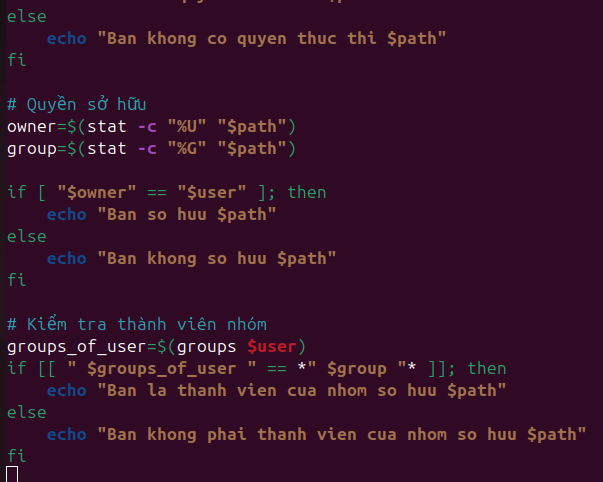 else
    echo "Ban khong co quyen thuc thi $path"
fi

# Quyền sở hữu
owner=$(stat -c "%U" "$path")
group=$(stat -c "%G" "$path")

if [ "$owner" == "$user" ]; then
    echo "Ban so huu $path"
else
    echo "Ban khong so huu $path"
fi

# Kiểm tra thành viên nhóm
groups_of_user=$(groups $user)
if [[ " $groups_of_user " == *" $group "* ]]; then
    echo "Ban la thanh vien cua nhom so huu $path"
else
    echo "Ban khong phai thanh vien cua nhom so huu $path"
fi